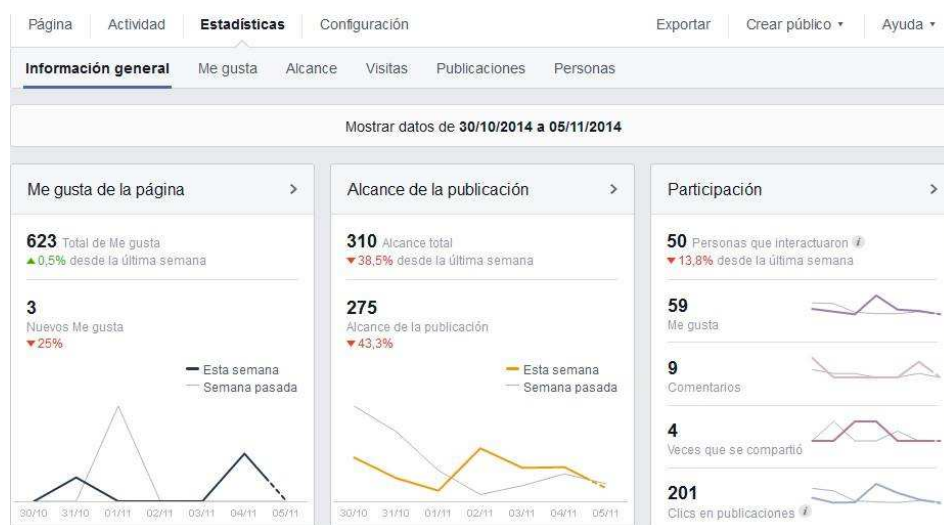 Página Actividad Estadísticas Configuración Exportar Crear público Ayuda
Información general Me gusta Alcance Visitas Publicaciones Personas
Mostrar datos de 30/10/2014 a 05/11/2014
Me gusta de la página
623 Total de Me gusta
0,5% desde la última semana
3
Nuevos Me gusta
25%
Esta semana
Semana pasada
30/10 31/10 01/11 02/11 03/11 04/11 05/11
Alcance de la publicación
310 Alcance total
38,5% desde la última semana
275
Alcance de la publicación
43,3%
Esta semana
Semana pasada
30/10 31/10 01/11 02/11 03/11 04/11 05/11
Participación
50 Personas que interactuaron i
13,8% desde la última semana
59
Me gusta
9
Comentarios
4
Veces que se compartió
201
Clics en publicaciones i